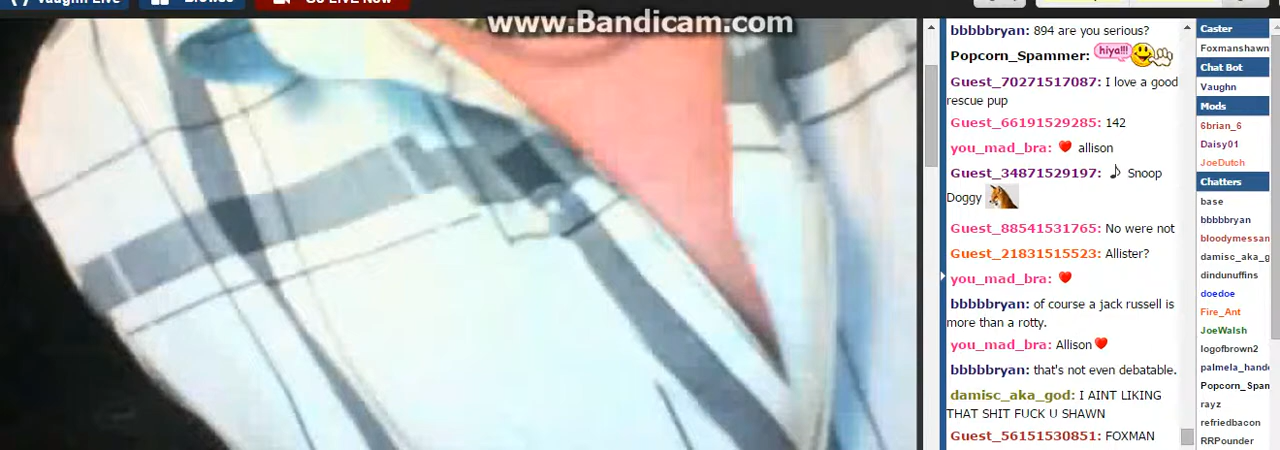 Vaughn Live
Browse
Go Live Now
www.Bandicam.com
bbbbbryan: 894 are you serious?
Popcorn_Spammer: hiya!!!
Guest_70271517087: I love a good
rescue pup
Guest_66191529285: 142
you_mad_bra: allison
Guest_34871529197: Snoop
Doggy
Guest_88541531765: No were not
Guest_21831515523: Allister?
you_mad_bra:
bbbbbryan: of course a jack russell is
more than a rotty.
you_mad_bra: Allison
bbbbbryan: that's not even debatable.
damisc_aka_god: I AINT LIKING
THAT SHIT FUCK U SHAWN
Guest_56151530851: FOXMAN
Caster
Foxmanshawn
Chat Bot
Vaughn
Mods
6brian_6
Daisy01
JoeDutch
Chatters
base
bbbbbryan
bloodymessan
damisc_aka_g
dindunuffins
doedoe
Fire_Ant
JoeWalsh
logofbrown2
palmela_hande
Popcorn_Span
rayz
refriedbacon
RRPounder